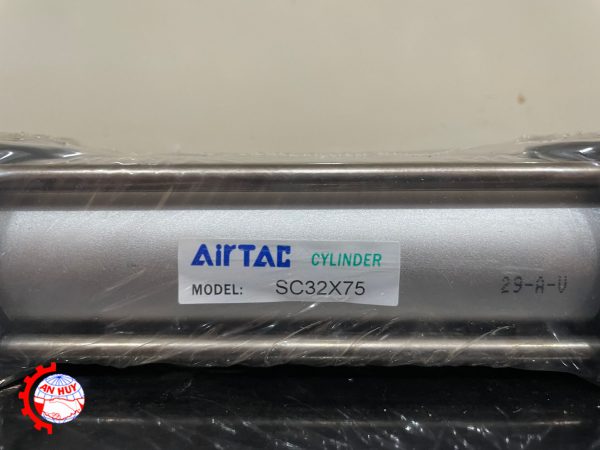 AirTAC CYLINDER
MODEL: SC32X75
29-A-V
AN HUY